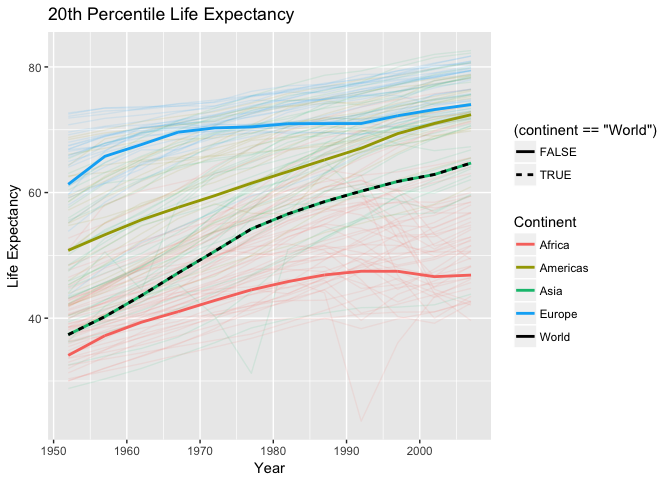 20th Percentile Life Expectancy
80
60
40
Life Expectancy
1950
1960
1970
1980
1990
2000
Year
(continent == "World")
FALSE
TRUE
Continent
Africa
Americas
Asia
Europe
World